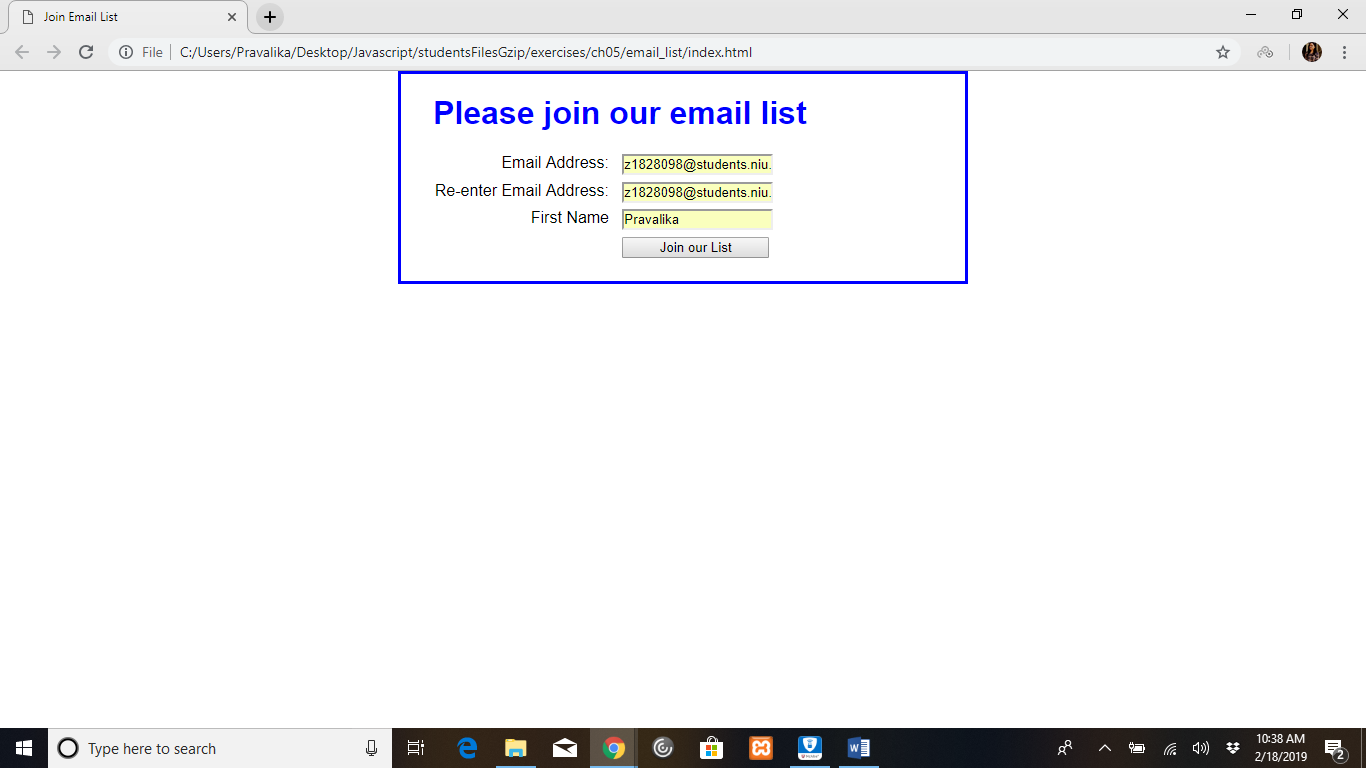 Join Email List
File
C:/Users/Pravalika/Desktop/Javascript/studentsFilesGzip/exercises/ch05/email_list/index.html
Please join our email list
Email Address: z1828098@students.niu.
Re-enter Email Address: z1828098@students.niu.
First Name Pravalika
Join our List
Type here to search
10:38 AM
2/18/2019
2